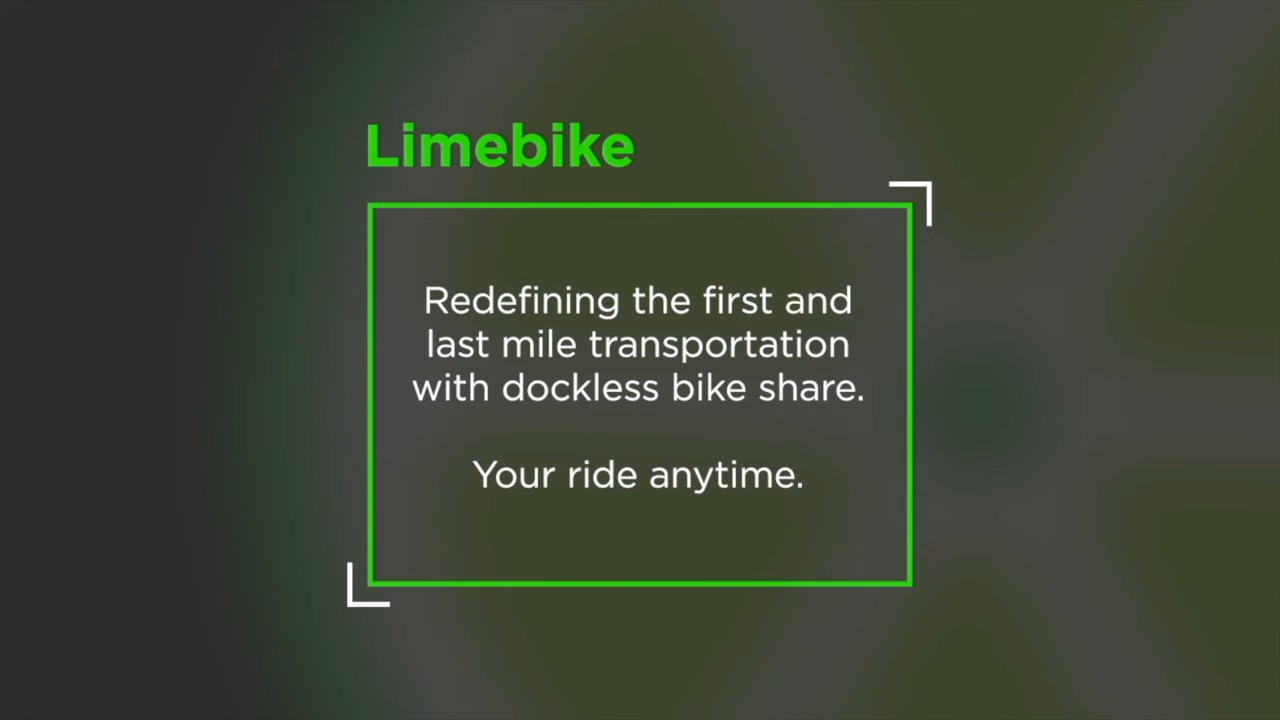 Limebike
Redefining the first and
last mile transportation
with dockless bike share.
Your ride anytime.